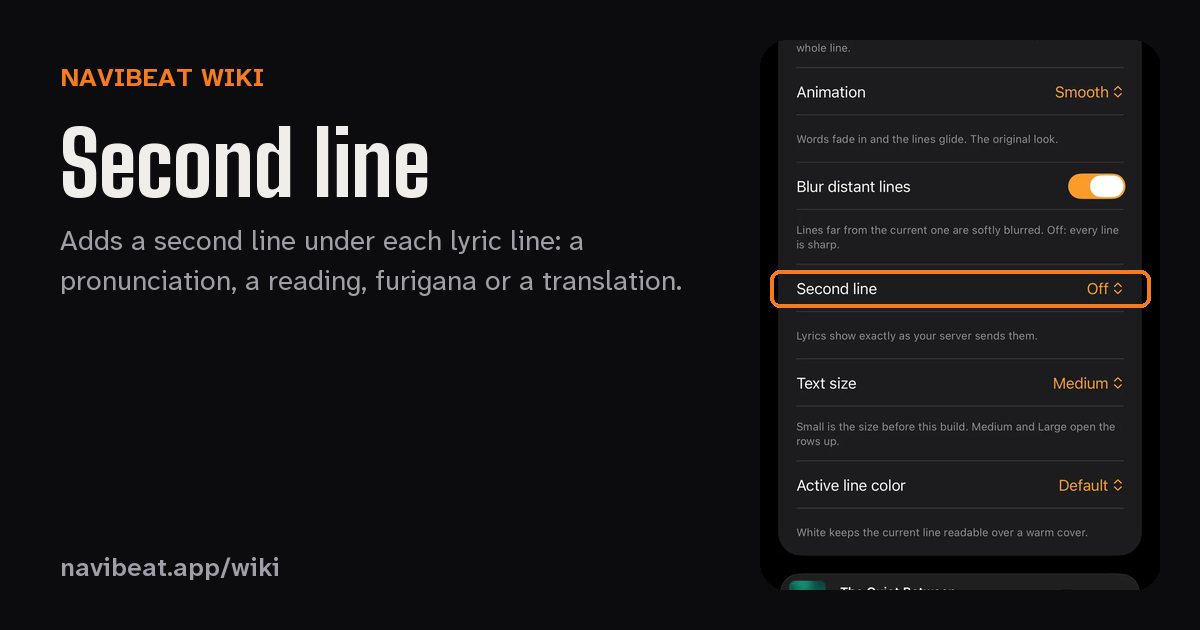 NAVIBEAT WIKI
Second line
Adds a second line under each lyric line: a
pronunciation, a reading, furigana or a translation.
navibeat.app/wiki
whole line.
Animation Smooth
Words fade in and the lines glide. The original look.
Blur distant lines
Lines far from the current one are softly blurred. Off: every line
is sharp.
Second line Off
Lyrics show exactly as your server sends them.
Text size Medium
Small is the size before this build. Medium and Large open the
rows up.
Active line color Default
White keeps the current line readable over a warm cover.
The Quiet Between